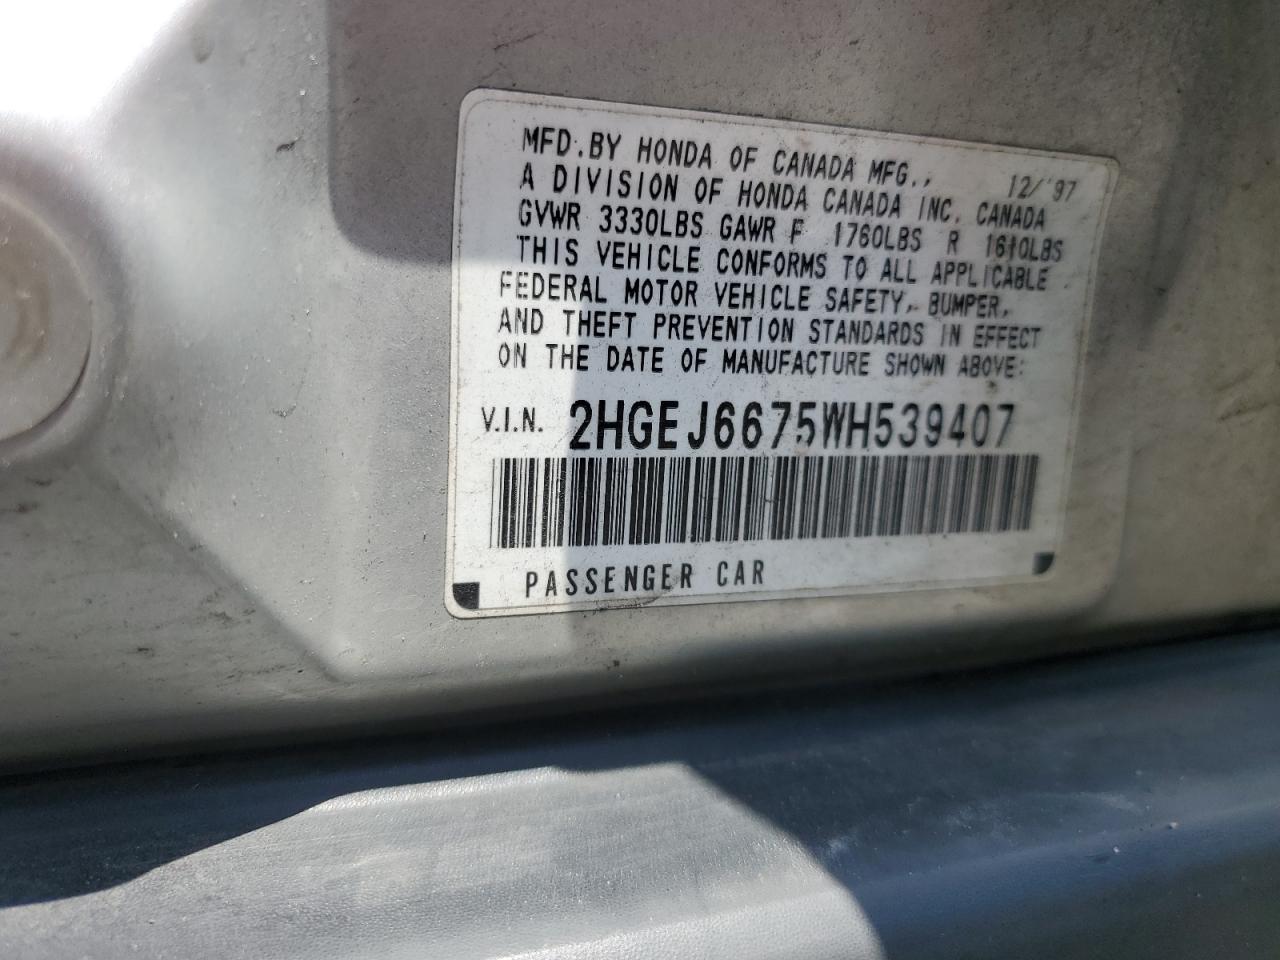 MFD. BY HONDA OF CANADA MFG., 12/'97
A DIVISION OF HONDA CANADA INC. CANADA
GVWR 3330LBS GAWR F 1760LBS R 1610LBS
THIS VEHICLE CONFORMS TO ALL APPLICABLE
FEDERAL MOTOR VEHICLE SAFETY, BUMPER,
AND THEFT PREVENTION STANDARDS IN EFFECT
ON THE DATE OF MANUFACTURE SHOWN ABOVE:
V.I.N. 2HGEJ6675WH539407
PASSENGER CAR